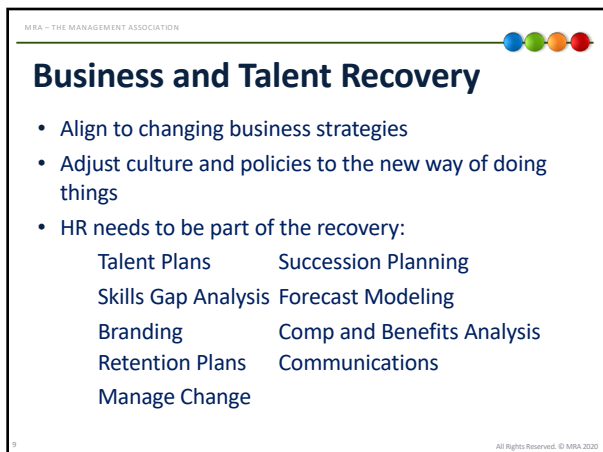 MRA – THE MANAGEMENT ASSOCIATION
Business and Talent Recovery
• Align to changing business strategies
• Adjust culture and policies to the new way of doing
things
• HR needs to be part of the recovery:
Talent Plans Succession Planning
Skills Gap Analysis Forecast Modeling
Branding Comp and Benefits Analysis
Retention Plans Communications
Manage Change
9 All Rights Reserved. © MRA 2020